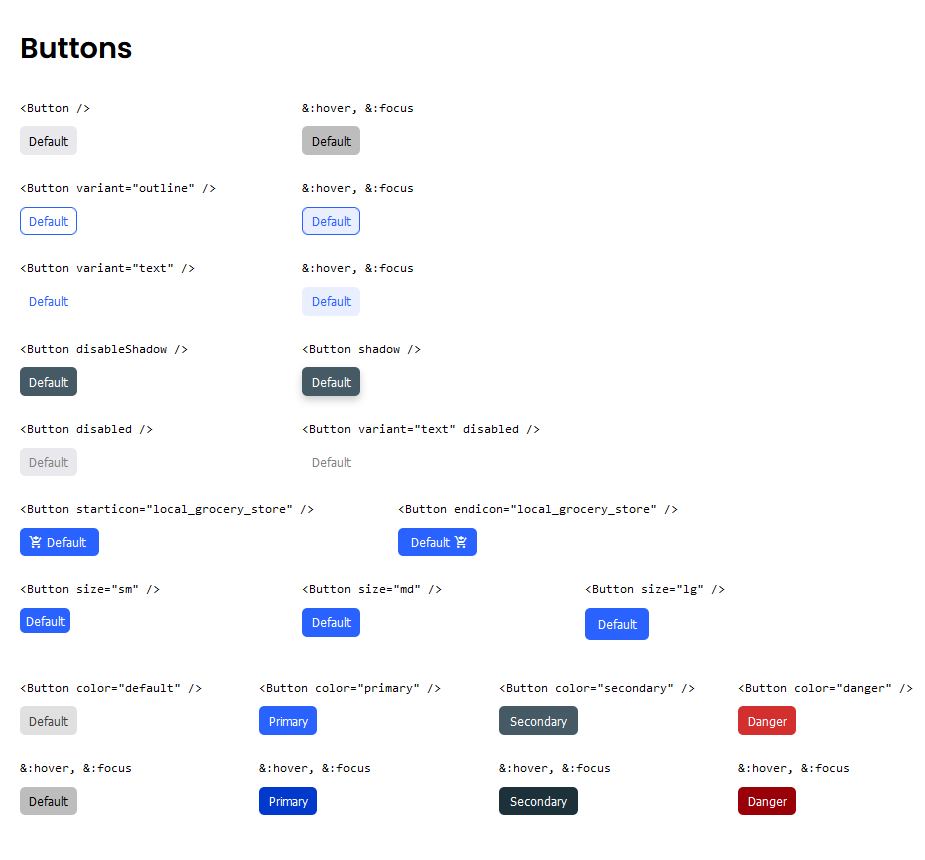 Buttons
<Button />    &:hover, &:focus
Default    Default
<Button variant="outline" />    &:hover, &:focus
Default    Default
<Button variant="text" />    &:hover, &:focus
Default    Default
<Button disableShadow />    <Button shadow />
Default    Default
<Button disabled />    <Button variant="text" disabled />
Default    Default
<Button starticon="local_grocery_store" />    <Button endicon="local_grocery_store" />
Default    Default
<Button size="sm" />    <Button size="md" />    <Button size="lg" />
Default    Default    Default
<Button color="default" />    <Button color="primary" />    <Button color="secondary" />    <Button color="danger" />
Default    Primary    Secondary    Danger
&:hover, &:focus    &:hover, &:focus    &:hover, &:focus    &:hover, &:focus
Default    Primary    Secondary    Danger